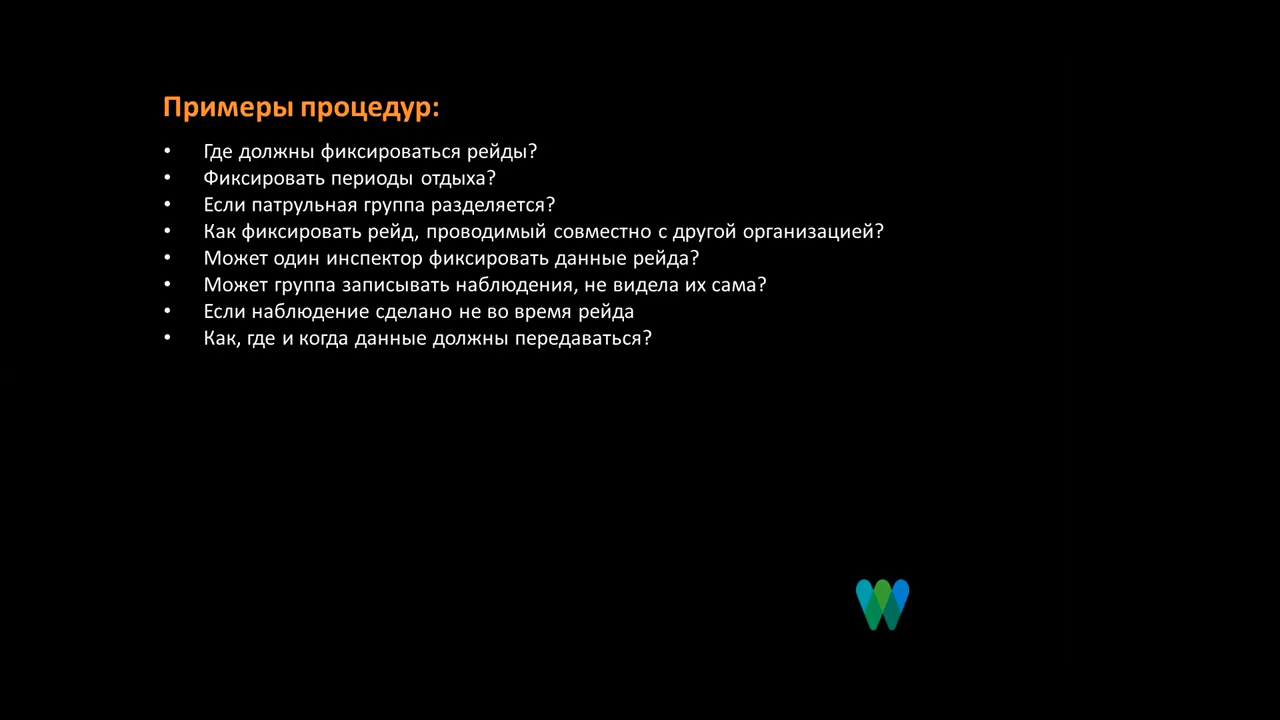 Примеры процедур:
• Где должны фиксироваться рейды?
• Фиксировать периоды отдыха?
• Если патрульная группа разделяется?
• Как фиксировать рейд, проводимый совместно с другой организацией?
• Может один инспектор фиксировать данные рейда?
• Может группа записывать наблюдения, не видела их сама?
• Если наблюдение сделано не во время рейда
• Как, где и когда данные должны передаваться?